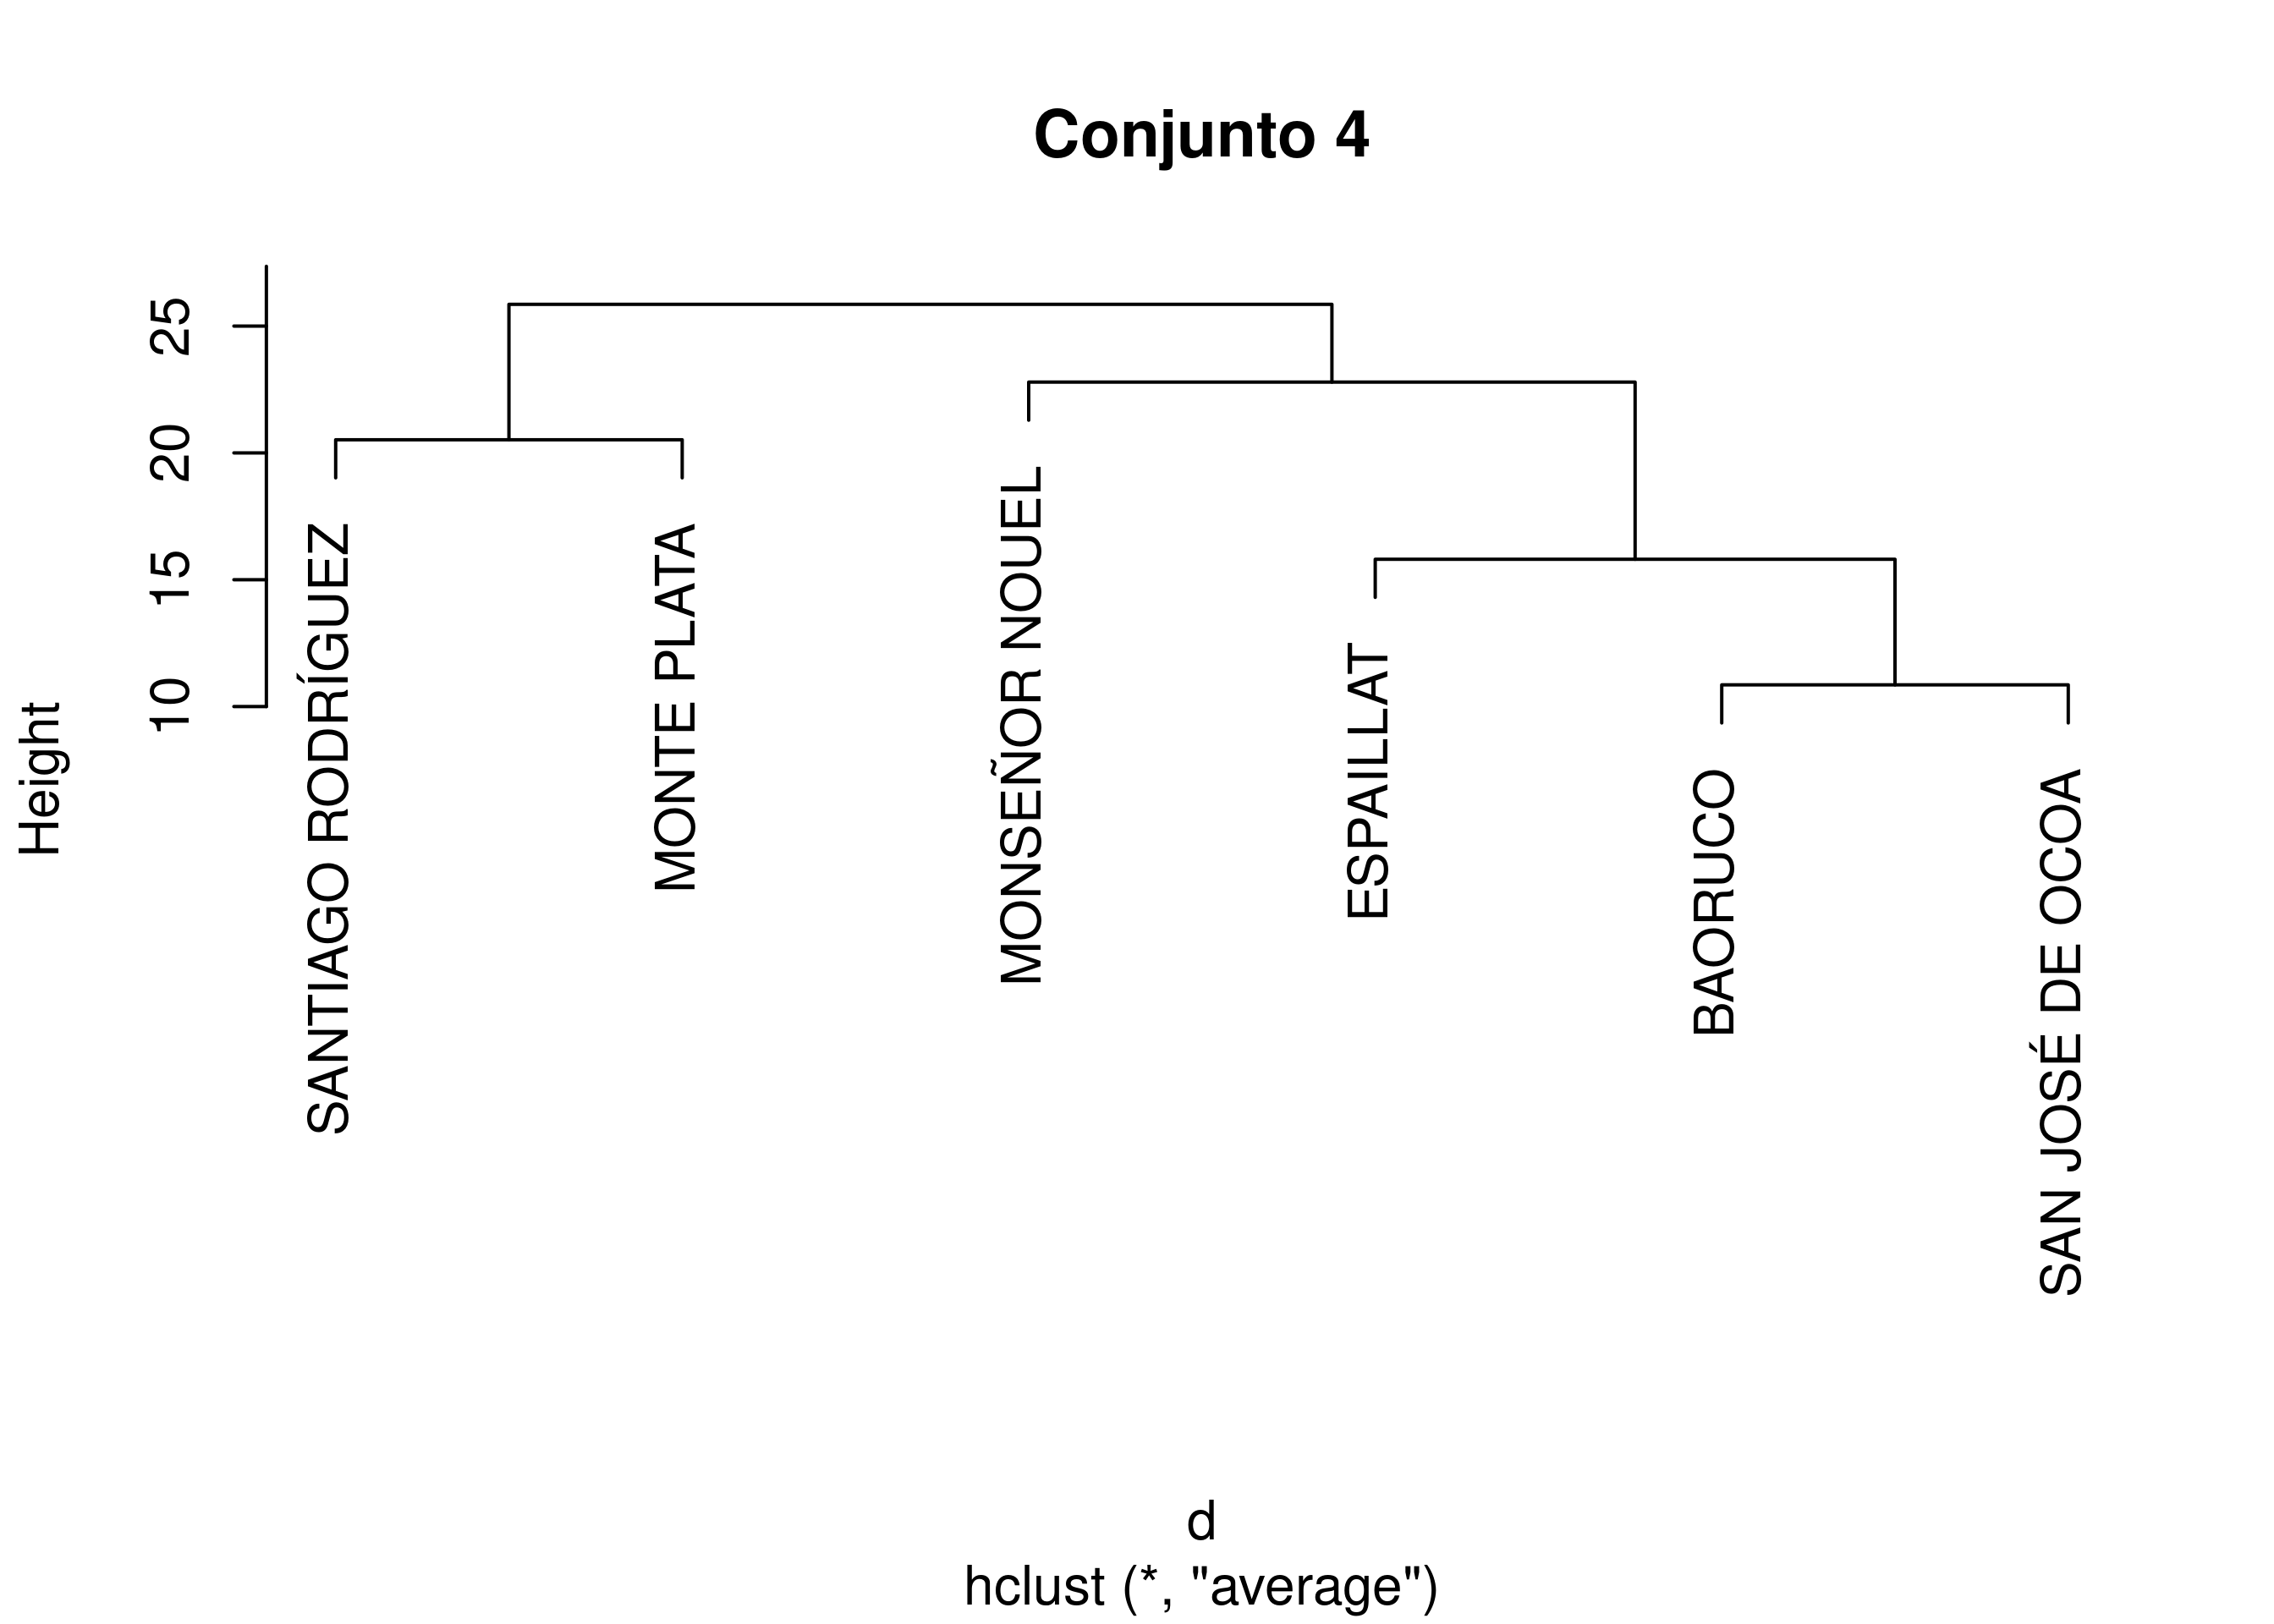 Conjunto 4
Height
25
20
15
10
SANTIAGO RODRÍGUEZ
MONTE PLATA
MONSEÑOR NOUEL
ESPAILLAT
BAORUCO
SAN JOSÉ DE OCOA
d
hclust (*, "average")